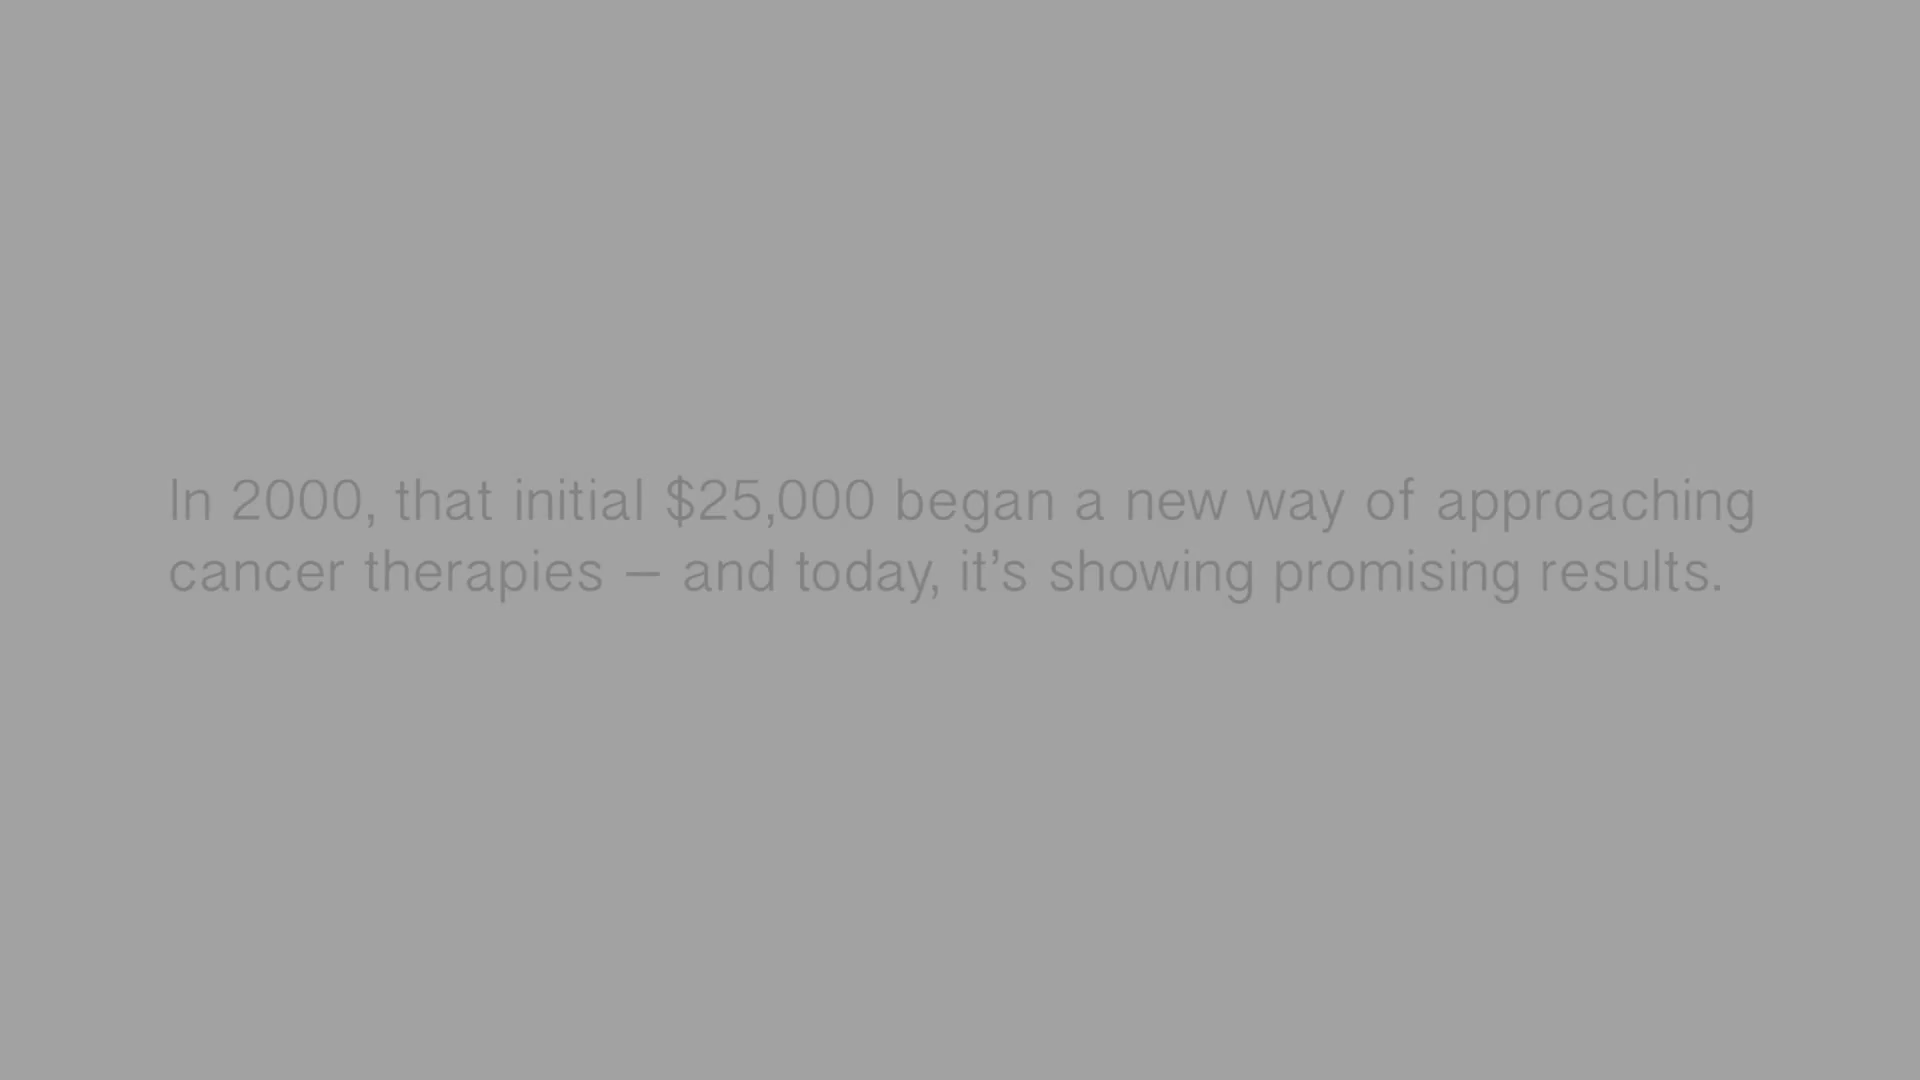 In 2000, that initial $25,000 began a new way of approaching
cancer therapies — and today, it’s showing promising results.